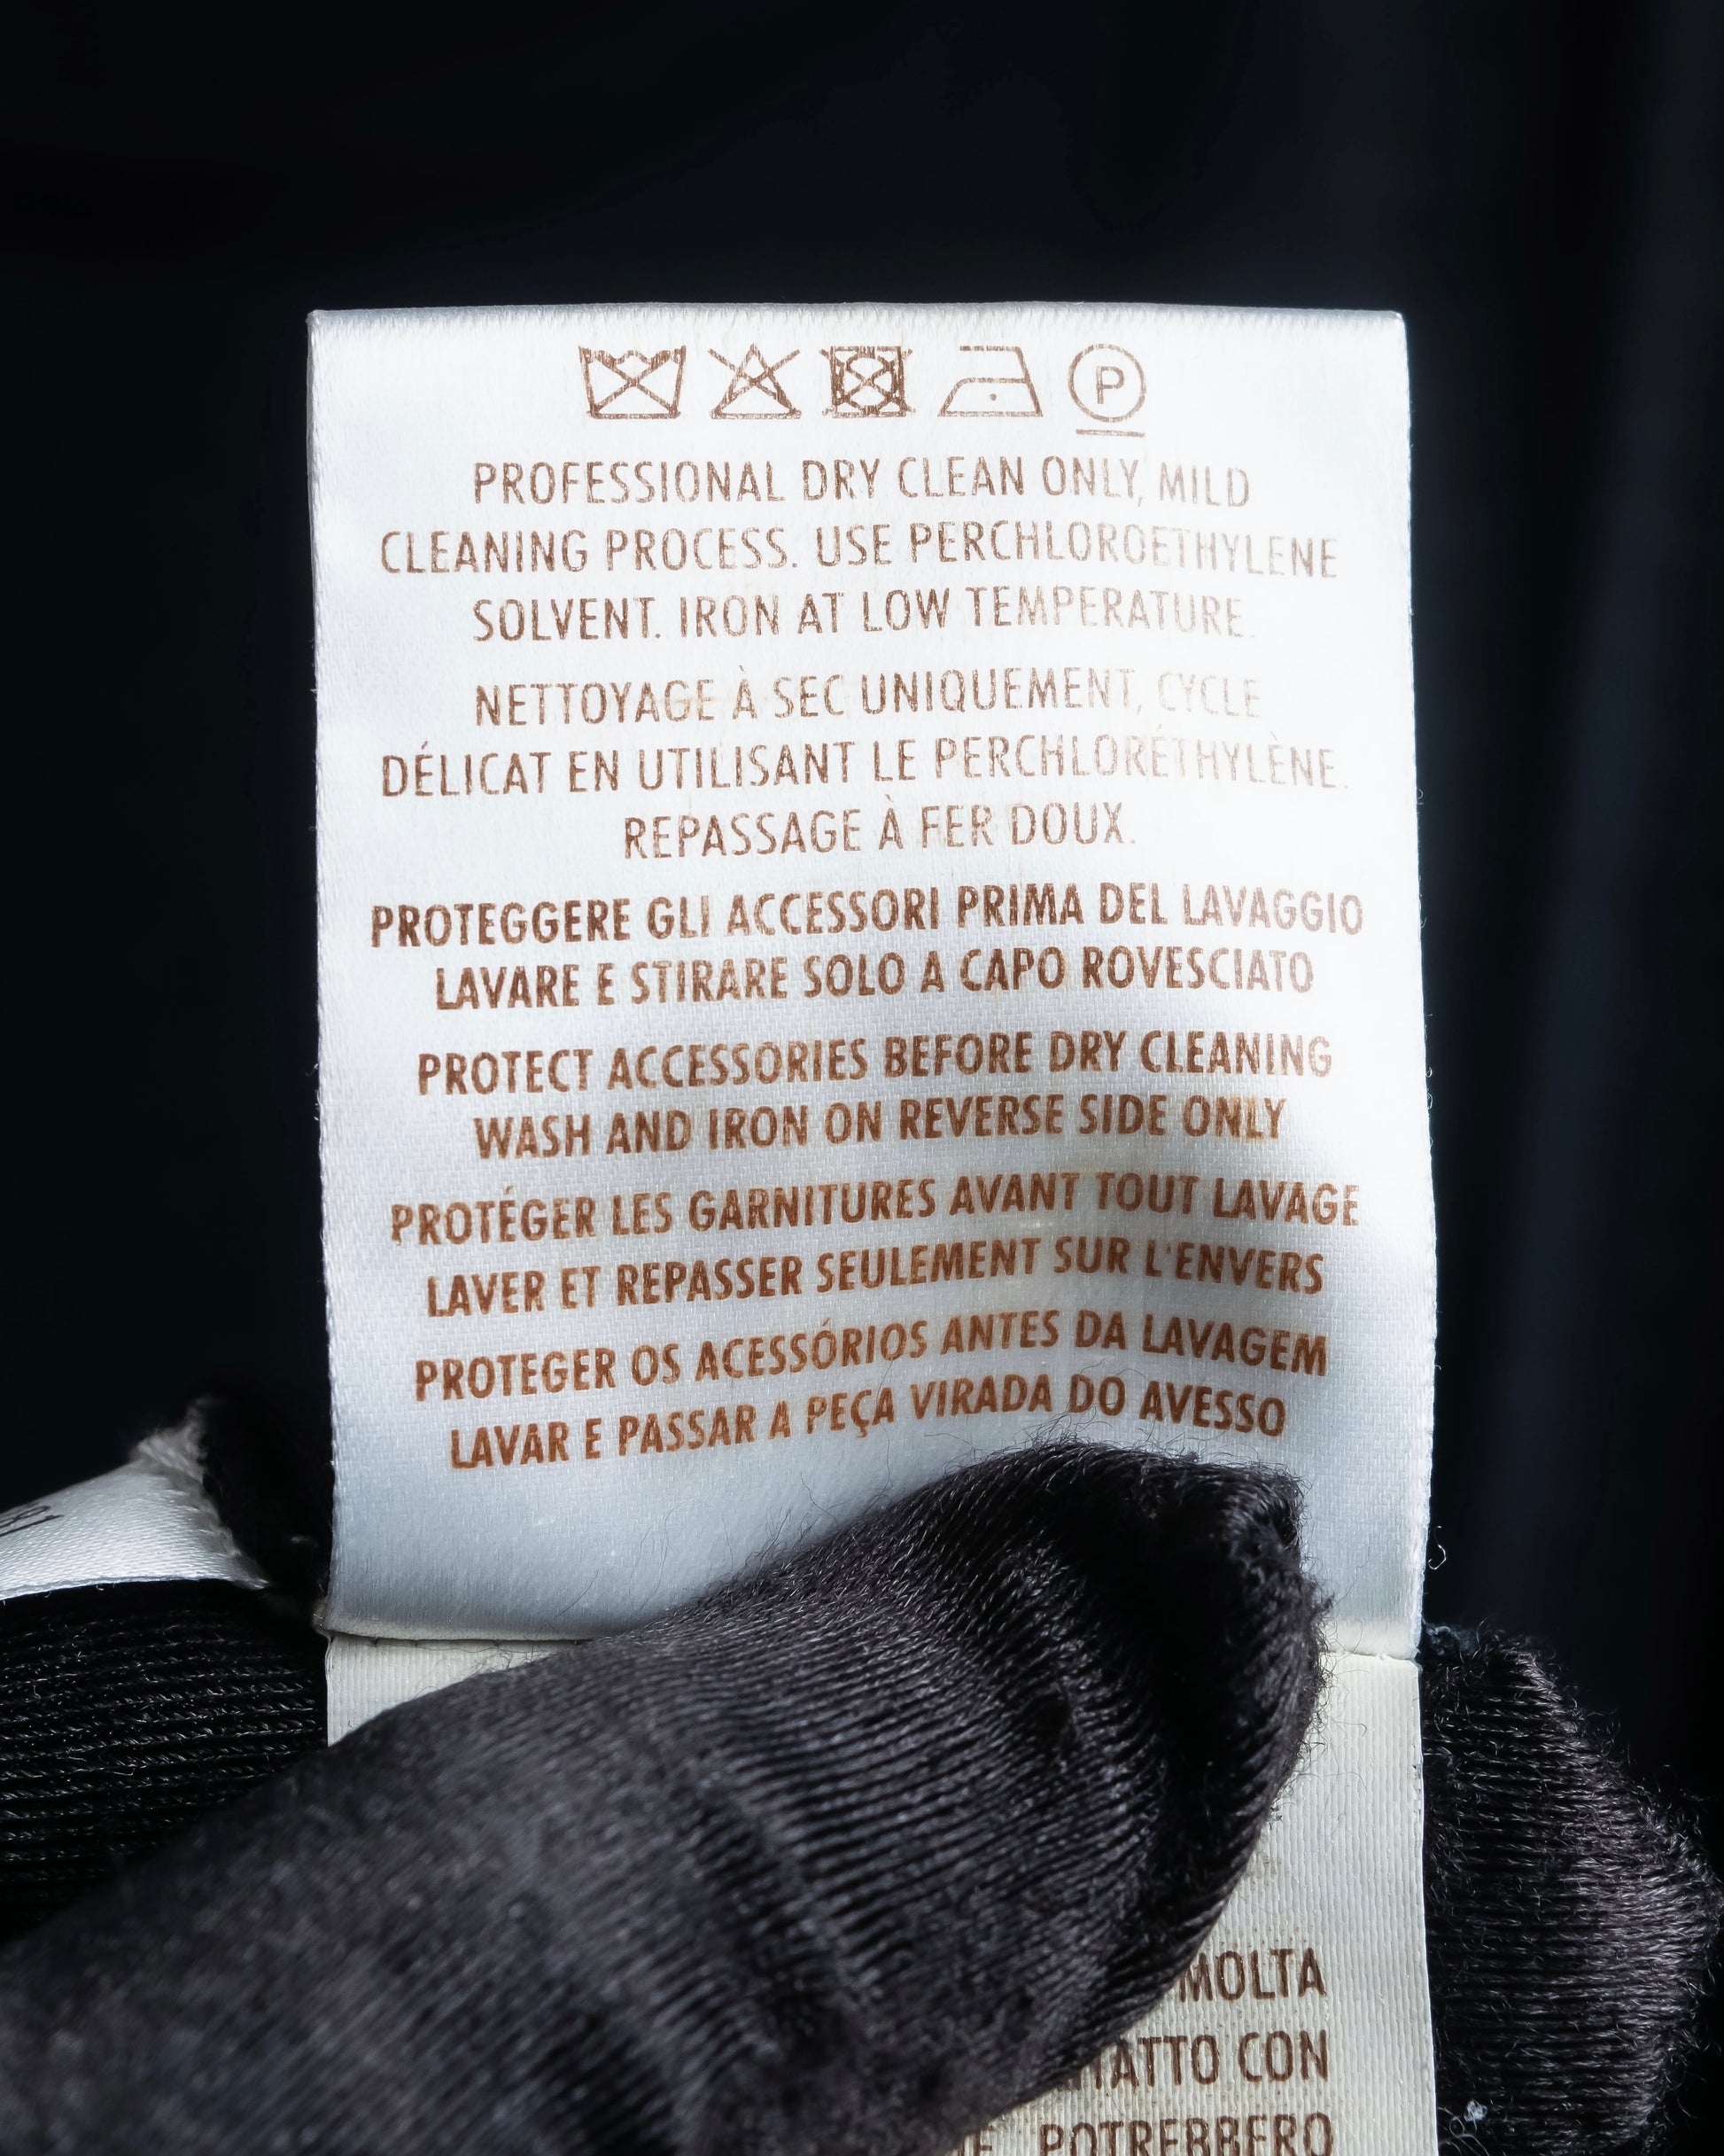 P
PROFESSIONAL DRY CLEAN ONLY, MILD
CLEANING PROCESS. USE PERCHLOROETHYLENE
SOLVENT. IRON AT LOW TEMPERATURE.
NETTOYAGE À SEC UNIQUEMENT, CYCLE
DÉLICAT EN UTILISANT LE PERCHLORÉTHYLÈNE.
REPASSAGE À FER DOUX.
PROTEGGERE GLI ACCESSORI PRIMA DEL LAVAGGIO
LAVARE E STIRARE SOLO A CAPO ROVESCIATO
PROTECT ACCESSORIES BEFORE DRY CLEANING
WASH AND IRON ON REVERSE SIDE ONLY
PROTÉGER LES GARNITURES AVANT TOUT LAVAGE
LAVER ET REPASSER SEULEMENT SUR L'ENVERS
PROTEGER OS ACESSÓRIOS ANTES DA LAVAGEM
LAVAR E PASSAR A PEÇA VIRADA DO AVESSO
MOLTA
CON
POTREBBERO